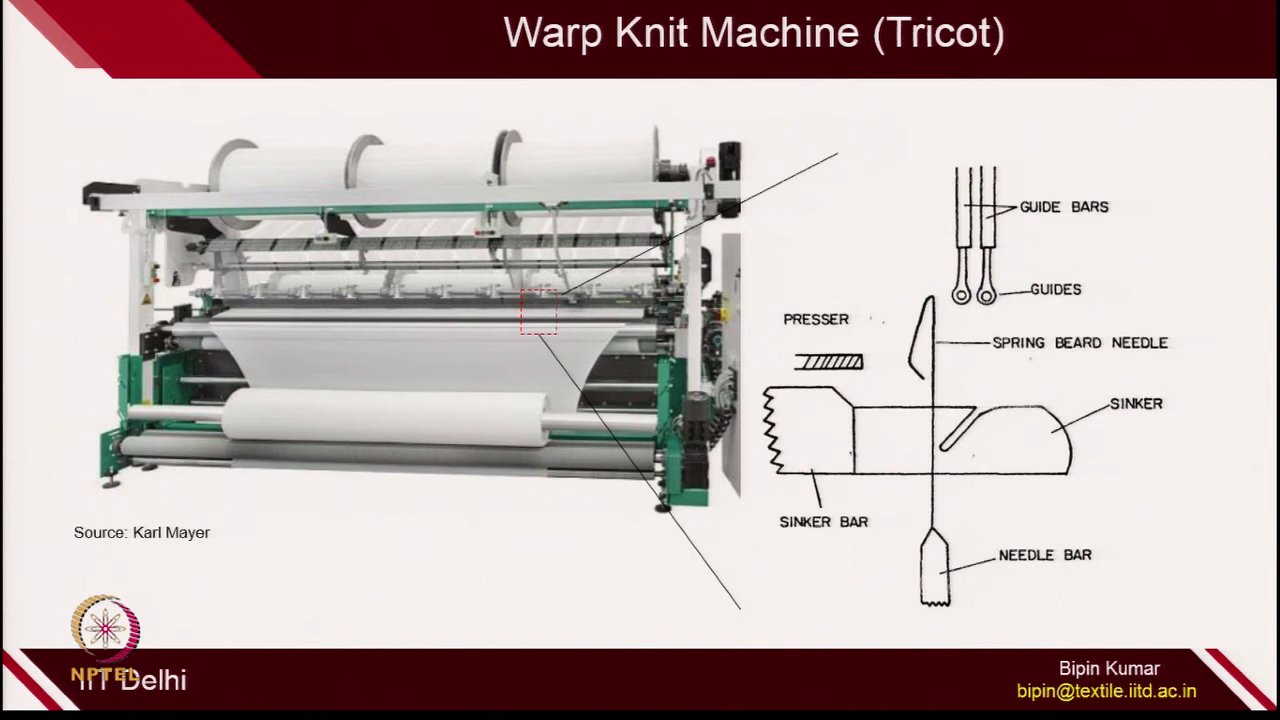 Warp Knit Machine (Tricot)
GUIDE BARS
GUIDES
PRESSER
SPRING BEARD NEEDLE
SINKER
SINKER BAR
NEEDLE BAR
Source: Karl Mayer
NPTEL
IIT Delhi
Bipin Kumar
bipin@textile.iitd.ac.in